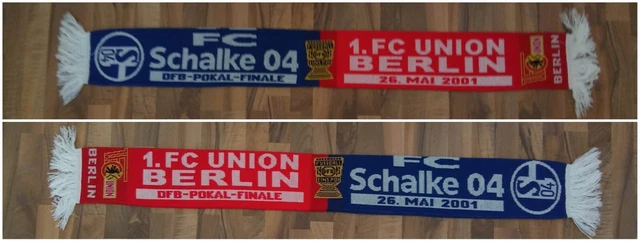 FC
Schalke 04
DFB-POKAL-FINALE
1. FC UNION
BERLIN
26. MAI 2001
BERLIN
BERLIN
1. FC UNION
BERLIN
DFB-POKAL-FINALE
FC
Schalke 04
26. MAI 2001